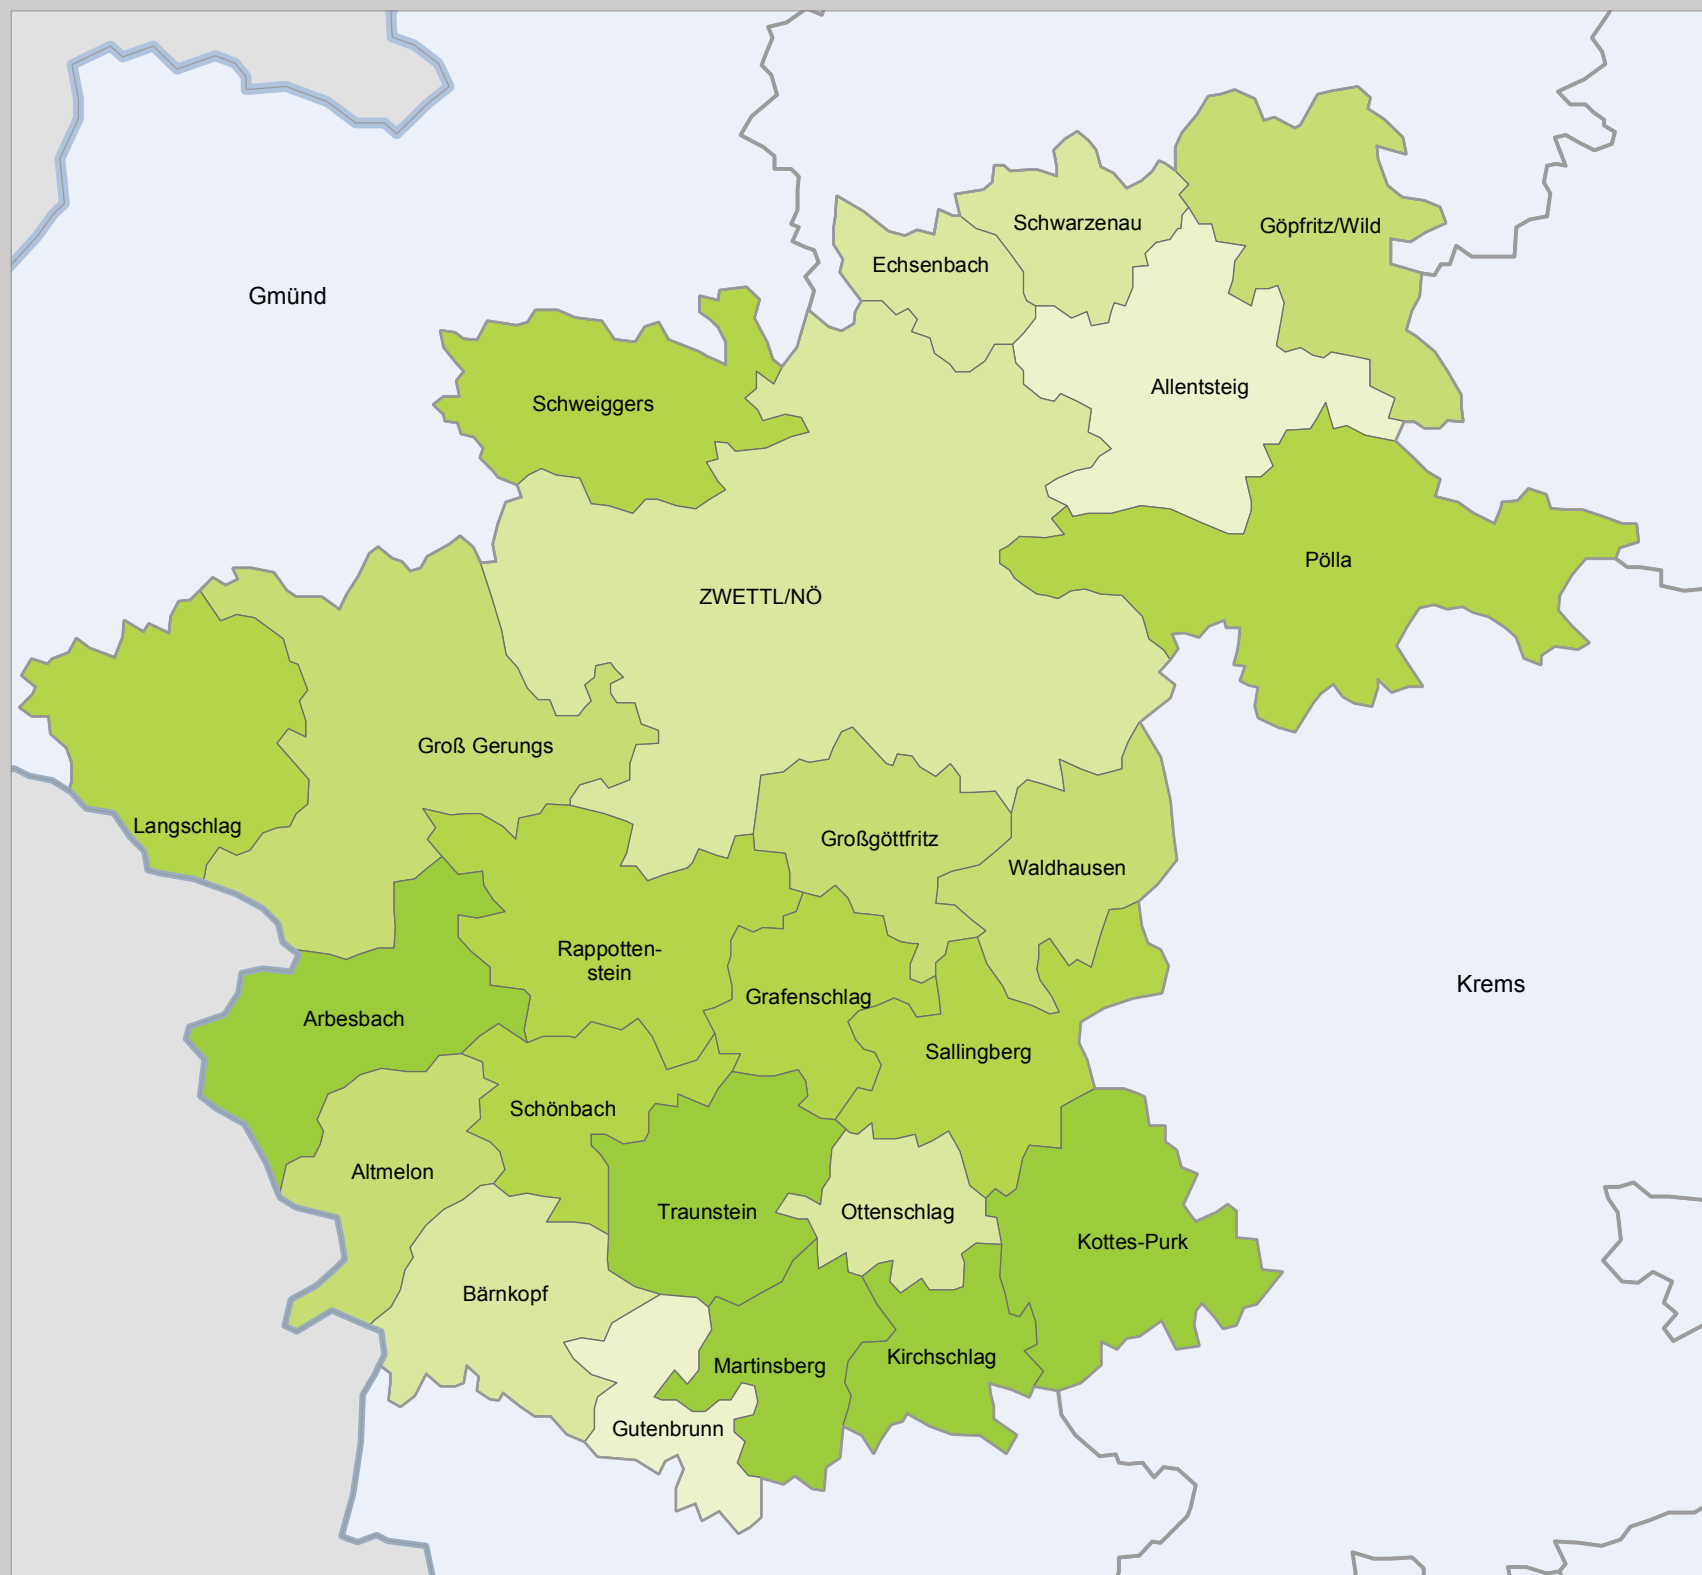 Schwarzenau
Göpfritz/Wild
Echsenbach
Gmünd
Allentsteig
Schweiggers
Pölla
ZWETTL/NÖ
Groß Gerungs
Langschlag
Großgöttfritz
Waldhausen
Rappotten-
stein
Krems
Grafenschlag
Arbesbach
Sallingberg
Schönbach
Altmelon
Traunstein
Ottenschlag
Kottes-Purk
Bärnkopf
Kirchschlag
Martinsberg
Gutenbrunn